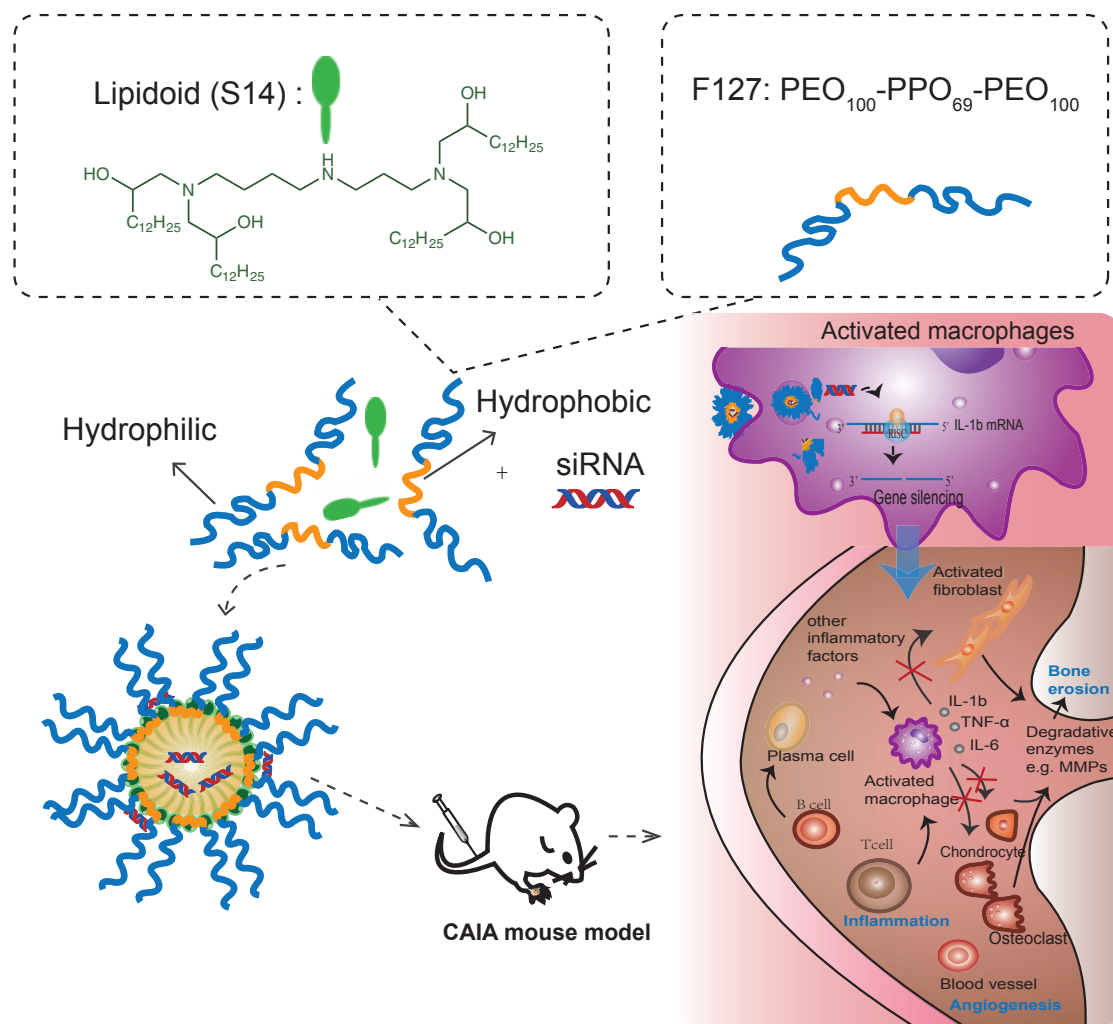 Lipidoid (S14) :
OH
C12H25
H
N
HO
N
N
C12H25
OH
C12H25
C12H25
OH
F127: PEO100-PPO69-PEO100
Hydrophilic
Hydrophobic
+
siRNA
CAIA mouse model
Activated macrophages
3' RISC 5' IL-1b mRNA
3' 5'
Gene silencing
Activated
fibroblast
other
inflammatory
factors
Bone
erosion
IL-1b
TNF-α
IL-6
Degradative
enzymes
e.g. MMPs
Plasma cell
Activated
macrophage
B cell
Tcell
Chondrocyte
Inflammation
Osteoclast
Blood vessel
Angiogenesis